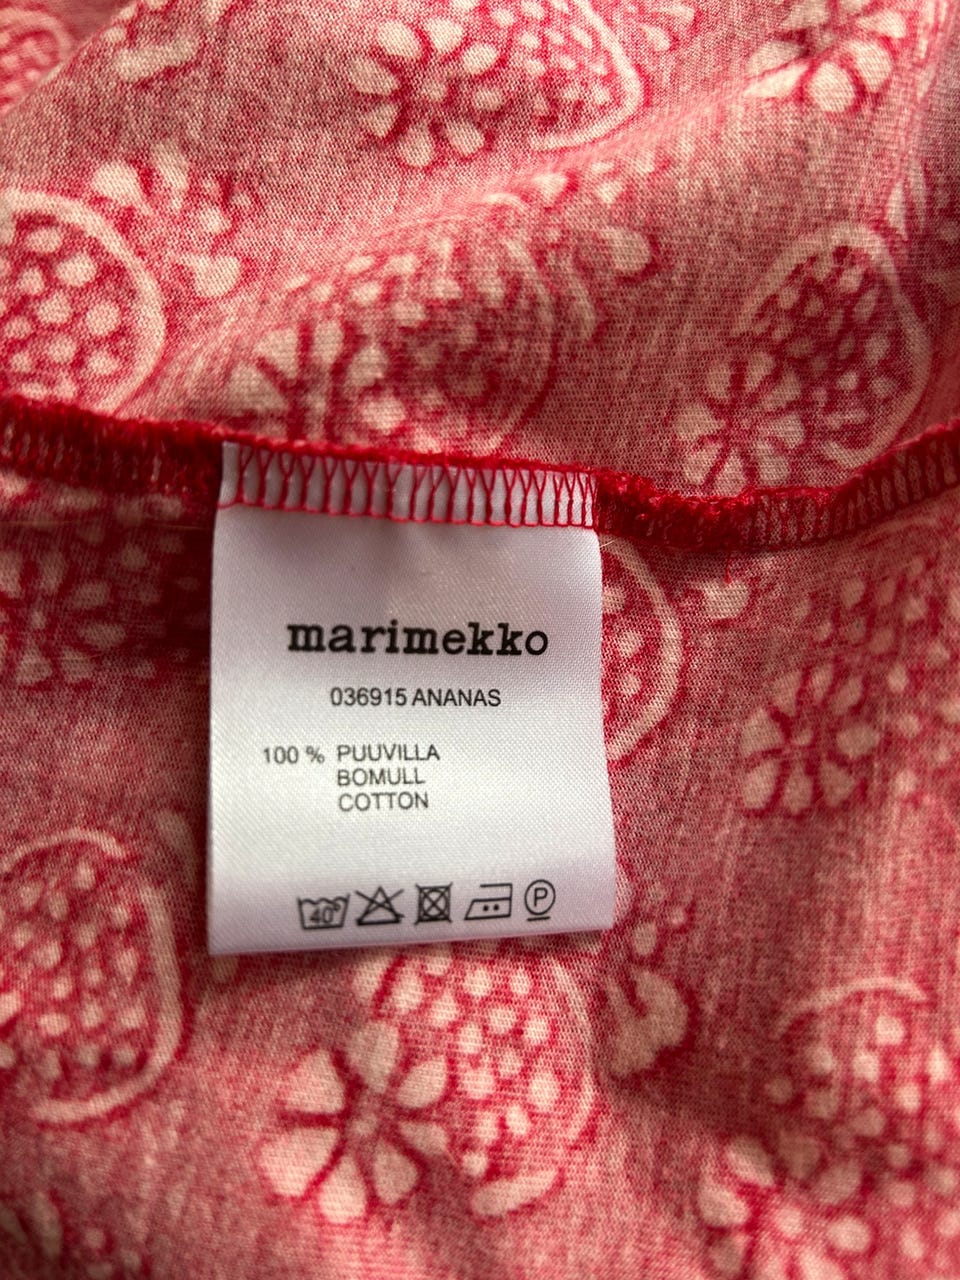 marimekko
036915 ANANAS
100 % PUUVILLA
BOMULL
COTTON
40°
P